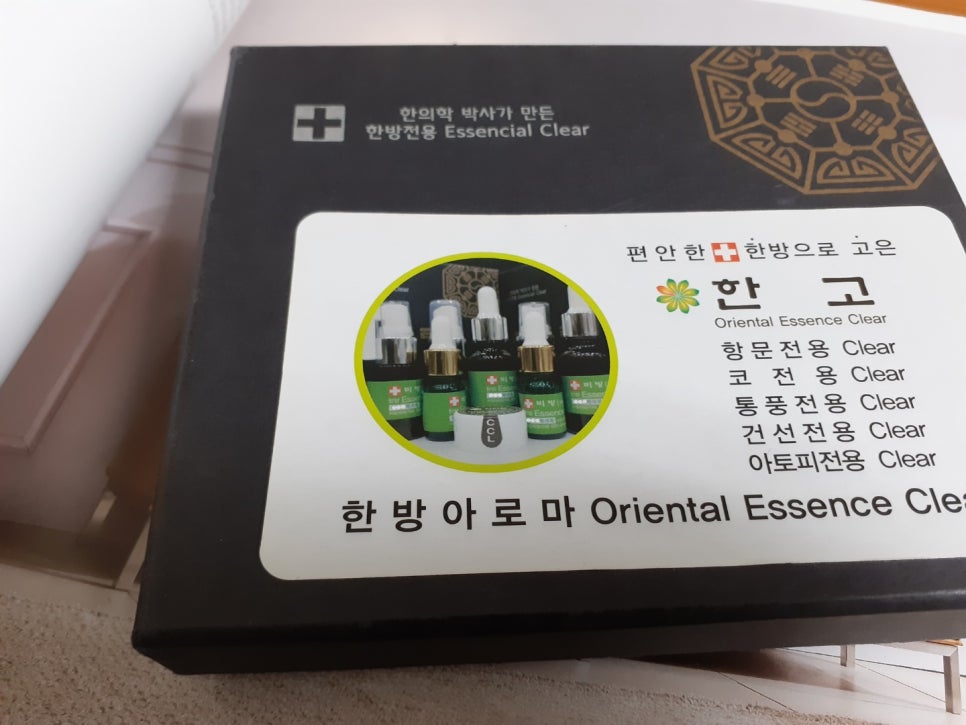 한의학 박사가 만든
한방전용 Essencial Clear
편안한 한방으로 고은
한 고
Oriental Essence Clear
항문전용 Clear
코 전 용 Clear
통풍전용 Clear
건선전용 Clear
아토피전용 Clear
CCL
한 방 아 로 마 Oriental Essence